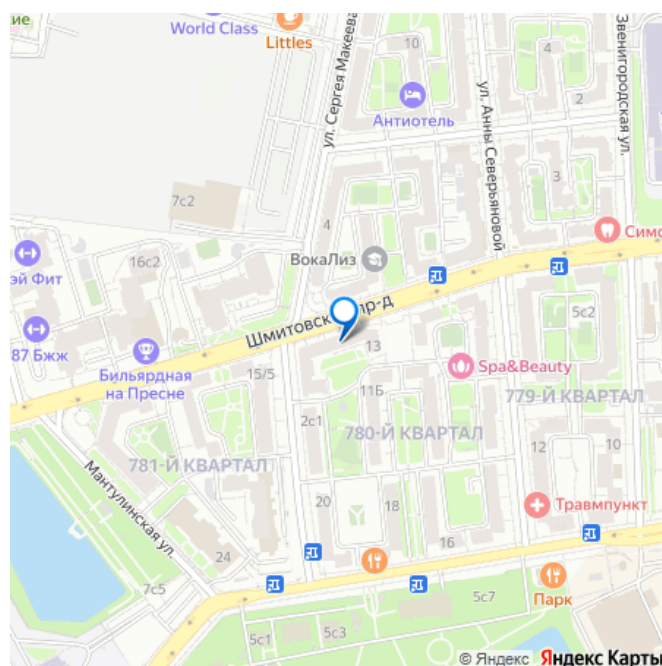 кие
World Class
Littles
ул. Сергея Макеева
10
4
Звенигородская ул.
Антиотель
2
ул. Анны Северьяновой
7с2
3
4
Симо
ВокаЛиз
16с2
эй Фит
Шмитовск
пр-д
5с2
87 Бжж
Бильярдная
на Пресне
13
Spa&Beauty
15/5
11Б
779-Й КВАРТАЛ
2с1
780-Й КВАРТАЛ
781-Й КВАРТАЛ
12
10
Мантулинская ул.
20
18
Травмпункт
16
24
7с5
Парк
5с7
5с1
5с3
© Яндекс Яндекс Карты